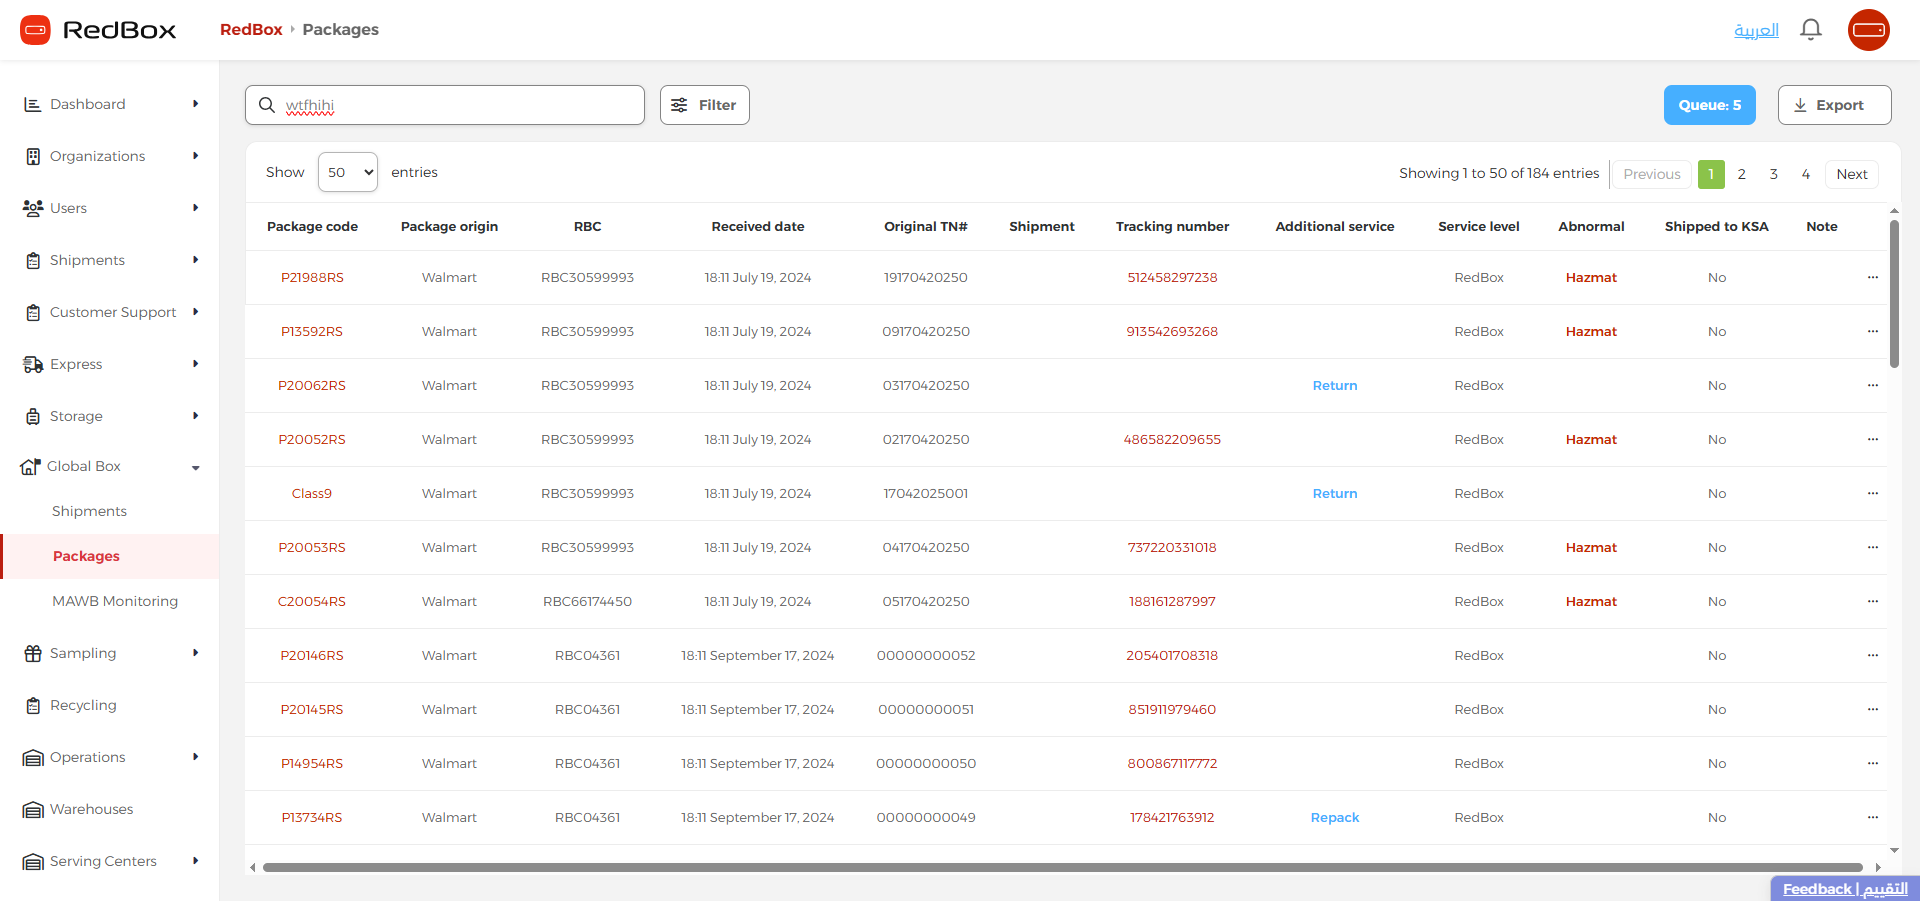 RedBox
RedBox
Packages
العربية
Dashboard
Organizations
Users
Shipments
Customer Support
Express
Storage
Global Box
Shipments
Packages
MAWB Monitoring
Sampling
Recycling
Operations
Warehouses
Serving Centers
wtfhihi
Filter
Queue: 5
Export
Show 50 entries
Showing 1 to 50 of 184 entries
Previous 1 2 3 4 Next
Package code Package origin RBC Received date Original TN# Shipment Tracking number Additional service Service level Abnormal Shipped to KSA Note
P21988RS Walmart RBC30599993 18:11 July 19, 2024 19170420250 512458297238 RedBox Hazmat No ...
P13592RS Walmart RBC30599993 18:11 July 19, 2024 09170420250 913542693268 RedBox Hazmat No ...
P20062RS Walmart RBC30599993 18:11 July 19, 2024 03170420250 Return RedBox No ...
P20052RS Walmart RBC30599993 18:11 July 19, 2024 02170420250 486582209655 RedBox Hazmat No ...
Class9 Walmart RBC30599993 18:11 July 19, 2024 17042025001 Return RedBox No ...
P20053RS Walmart RBC30599993 18:11 July 19, 2024 04170420250 737220331018 RedBox Hazmat No ...
C20054RS Walmart RBC66174450 18:11 July 19, 2024 05170420250 188161287997 RedBox Hazmat No ...
P20146RS Walmart RBC04361 18:11 September 17, 2024 00000000052 205401708318 RedBox No ...
P20145RS Walmart RBC04361 18:11 September 17, 2024 00000000051 851911979460 RedBox No ...
P14954RS Walmart RBC04361 18:11 September 17, 2024 00000000050 800867117772 RedBox No ...
P13734RS Walmart RBC04361 18:11 September 17, 2024 00000000049 178421763912 Repack RedBox No ...
Feedback | التقييم